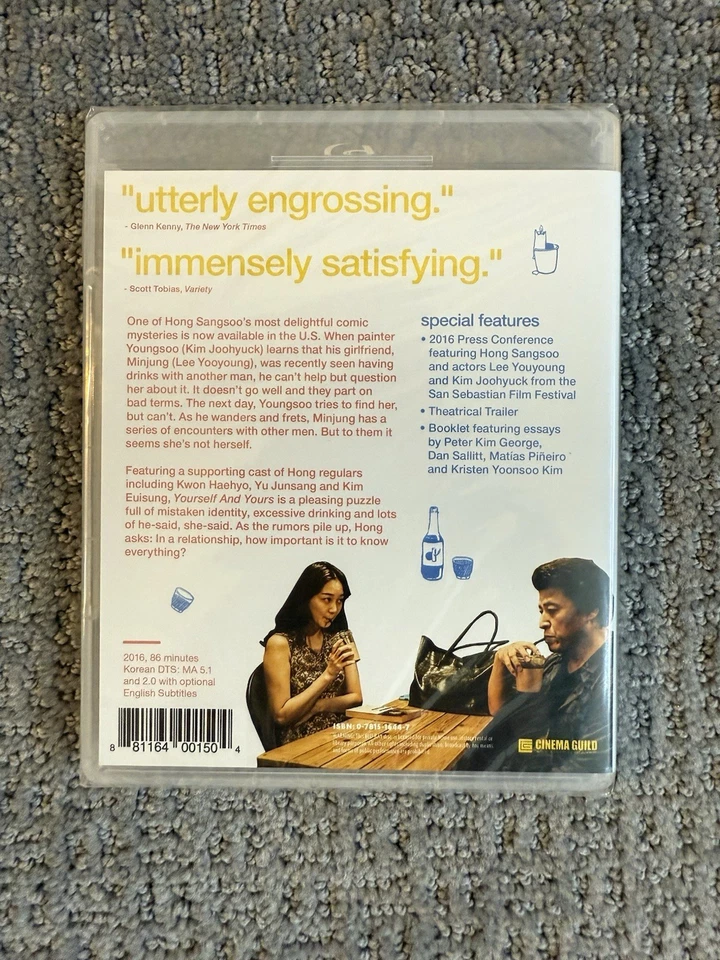 "utterly engrossing."
- Glenn Kenny, The New York Times
"immensely satisfying."
- Scott Tobias, Variety
One of Hong Sangsoo's most delightful comic
mysteries is now available in the U.S. When painter
Youngsoo (Kim Joohyuck) learns that his girlfriend,
Minjung (Lee Yooyoung), was recently seen having
drinks with another man, he can't help but question
her about it. It doesn't go well and they part on
bad terms. The next day, Youngsoo tries to find her,
but can't. As he wanders and frets, Minjung has a
series of encounters with other men. But to them it
seems she's not herself.
Featuring a supporting cast of Hong regulars
including Kwon Haehyo, Yu Junsang and Kim
Euisung, Yourself And Yours is a pleasing puzzle
full of mistaken identity, excessive drinking and lots
of he-said, she-said. As the rumors pile up, Hong
asks: In a relationship, how important is it to know
everything?
special features
• 2016 Press Conference
featuring Hong Sangsoo
and actors Lee Youyoung
and Kim Joohyuck from the
San Sebastian Film Festival
• Theatrical Trailer
• Booklet featuring essays
by Peter Kim George,
Dan Sallitt, Matías Piñeiro
and Kristen Yoonsoo Kim
2016, 86 minutes
Korean DTS: MA 5.1
and 2.0 with optional
English Subtitles
8 81164 00150 4
ISBN: 0-7815-1644-7
CINEMA GUILD